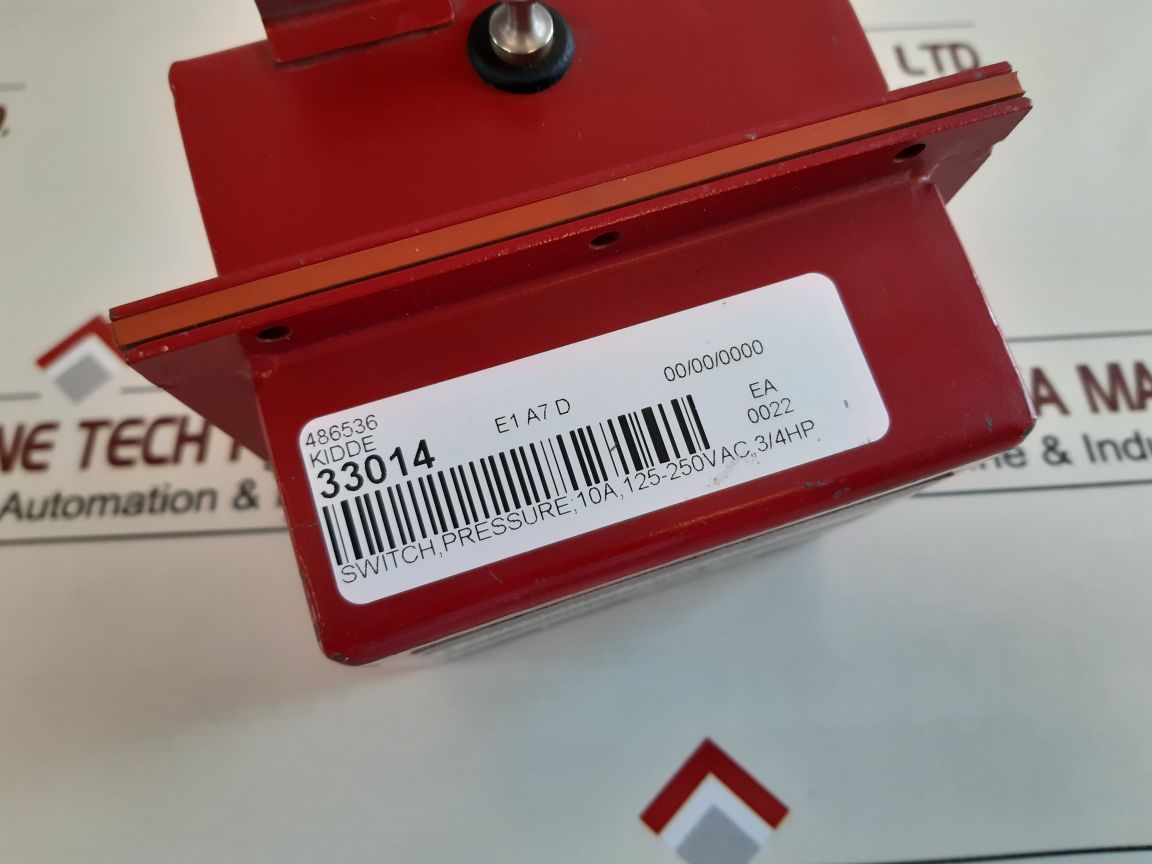 LTD
486536
KIDDE
33014
E1 A7 D
00/00/0000
EA
0022
SWITCH,PRESSURE;10A,125-250VAC,3/4HP
NE TECH
A MA
Automation &
& Indu